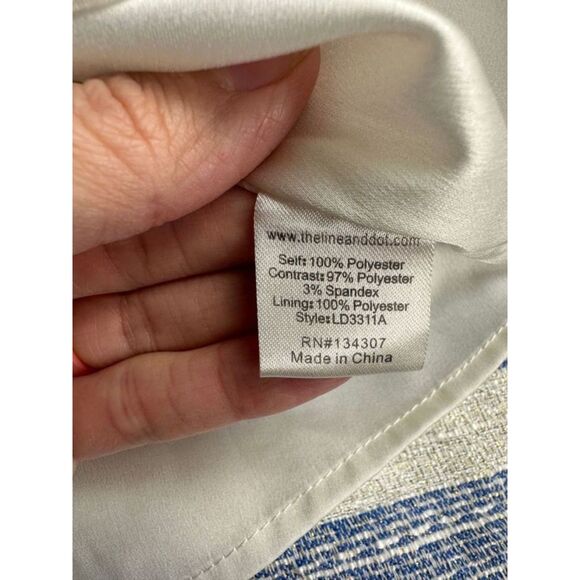 www.thelineanddot.com
Self: 100% Polyester
Contrast: 97% Polyester
3% Spandex
Lining: 100% Polyester
Style: LD3311A
RN#134307
Made in China